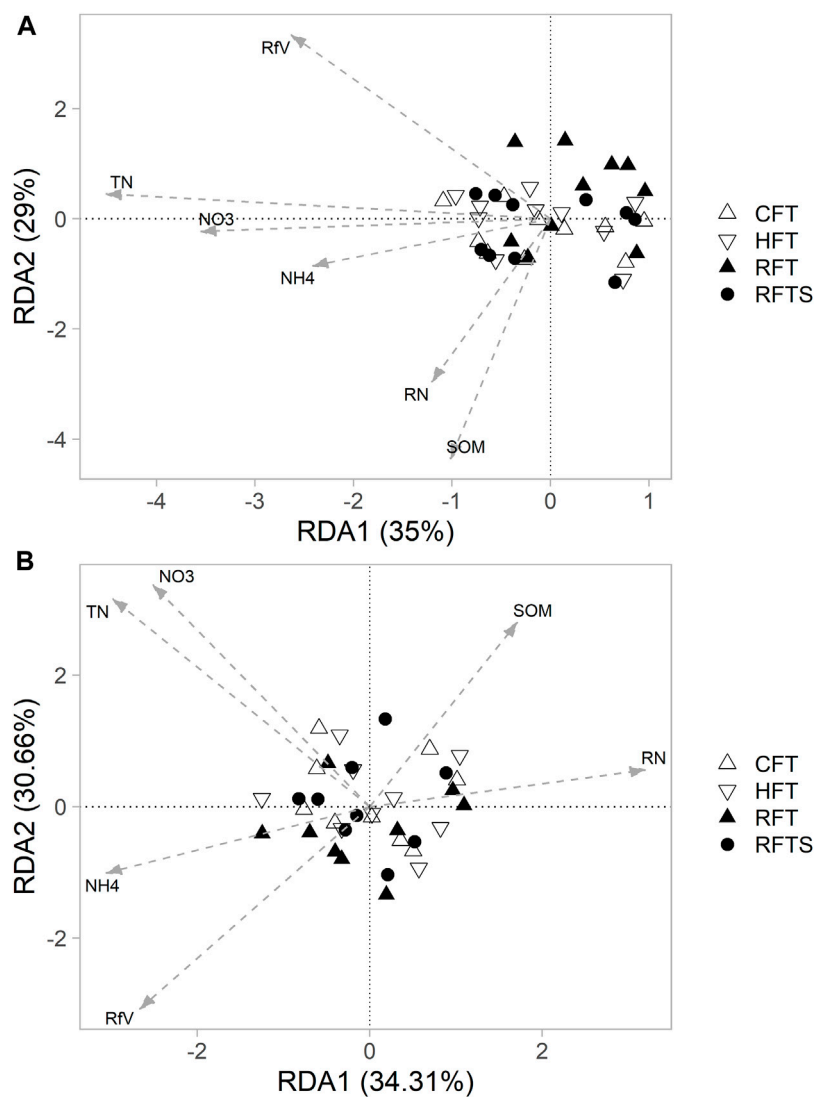 A
RfV
TN
NO3
NH4
RN
SOM
2
0
-2
-4
RDA2 (29%)
-4
-3
-2
-1
0
1
RDA1 (35%)
CFT
HFT
RFT
RFTS
B
NO3
TN
SOM
RN
NH4
RfV
2
0
-2
RDA2 (30.66%)
-2
0
2
RDA1 (34.31%)
CFT
HFT
RFT
RFTS